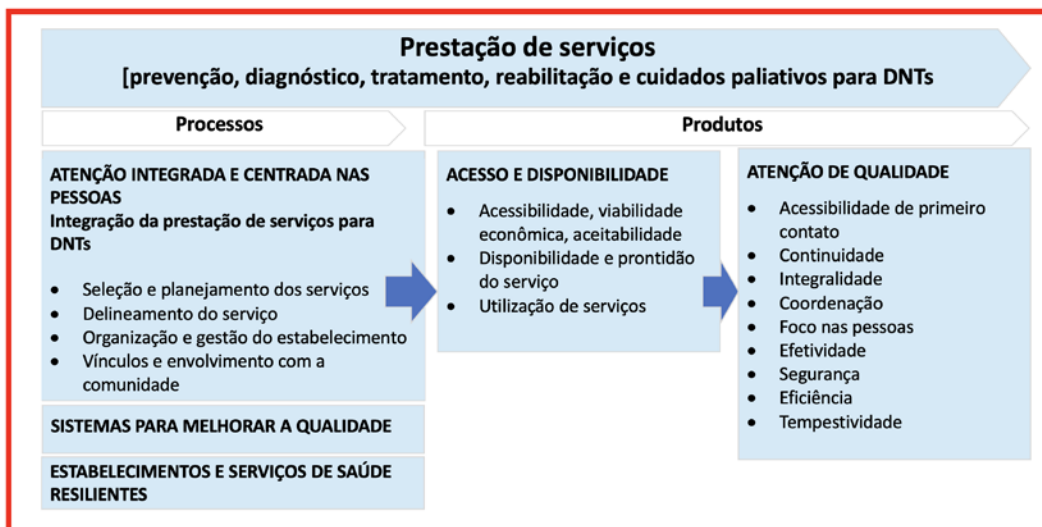 Prestação de serviços
[prevenção, diagnóstico, tratamento, reabilitação e cuidados paliativos para DNTs
Processos
Produtos
ATENÇÃO INTEGRADA E CENTRADA NAS
PESSOAS
Integração da prestação de serviços para
DNTs
• Seleção e planejamento dos serviços
• Delineamento do serviço
• Organização e gestão do estabelecimento
• Vínculos e envolvimento com a
comunidade
SISTEMAS PARA MELHORAR A QUALIDADE
ESTABELECIMENTOS E SERVIÇOS DE SAÚDE
RESILIENTES
ACESSO E DISPONIBILIDADE
• Acessibilidade, viabilidade
econômica, aceitabilidade
• Disponibilidade e prontidão
do serviço
• Utilização de serviços
ATENÇÃO DE QUALIDADE
• Acessibilidade de primeiro
contato
• Continuidade
• Integralidade
• Coordenação
• Foco nas pessoas
• Efetividade
• Segurança
• Eficiência
• Tempestividade